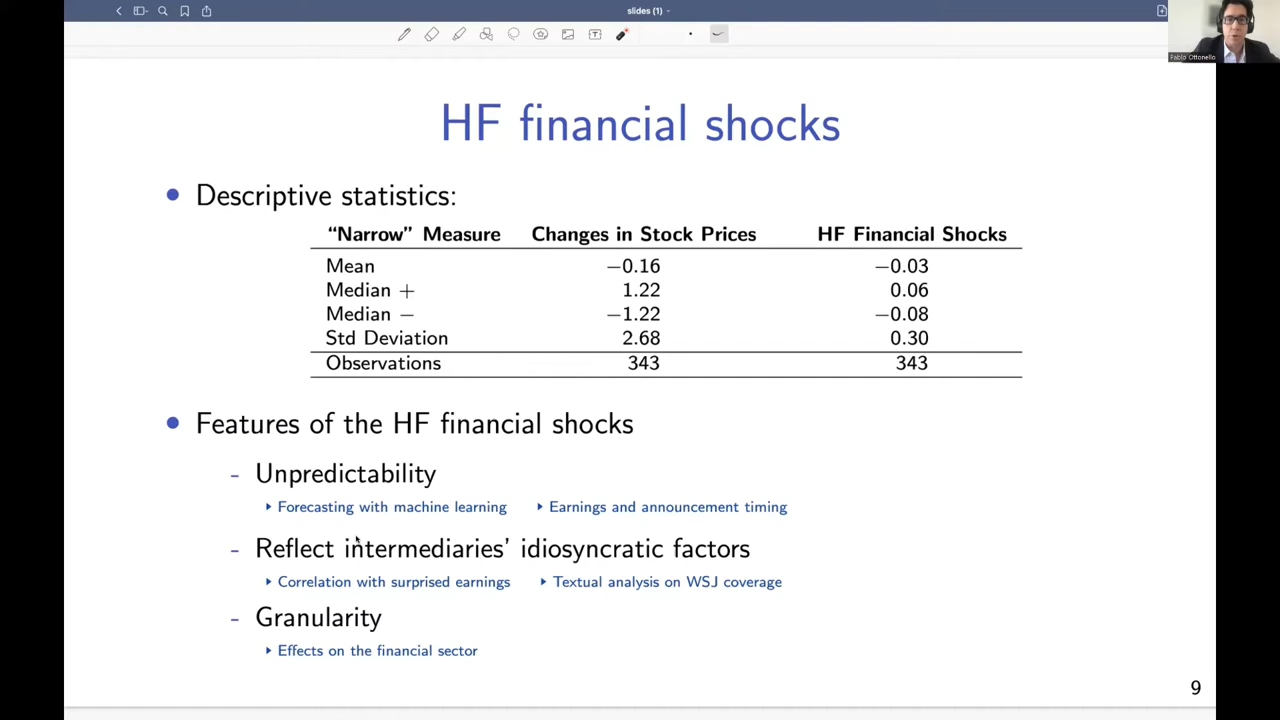 slides (1)
Pablo Ottonello
HF financial shocks
• Descriptive statistics:
“Narrow” Measure Changes in Stock Prices HF Financial Shocks
Mean −0.16 −0.03
Median + 1.22 0.06
Median − −1.22 −0.08
Std Deviation 2.68 0.30
Observations 343 343
• Features of the HF financial shocks
- Unpredictability
Forecasting with machine learning Earnings and announcement timing
- Reflect intermediaries’ idiosyncratic factors
Correlation with surprised earnings Textual analysis on WSJ coverage
- Granularity
Effects on the financial sector
9